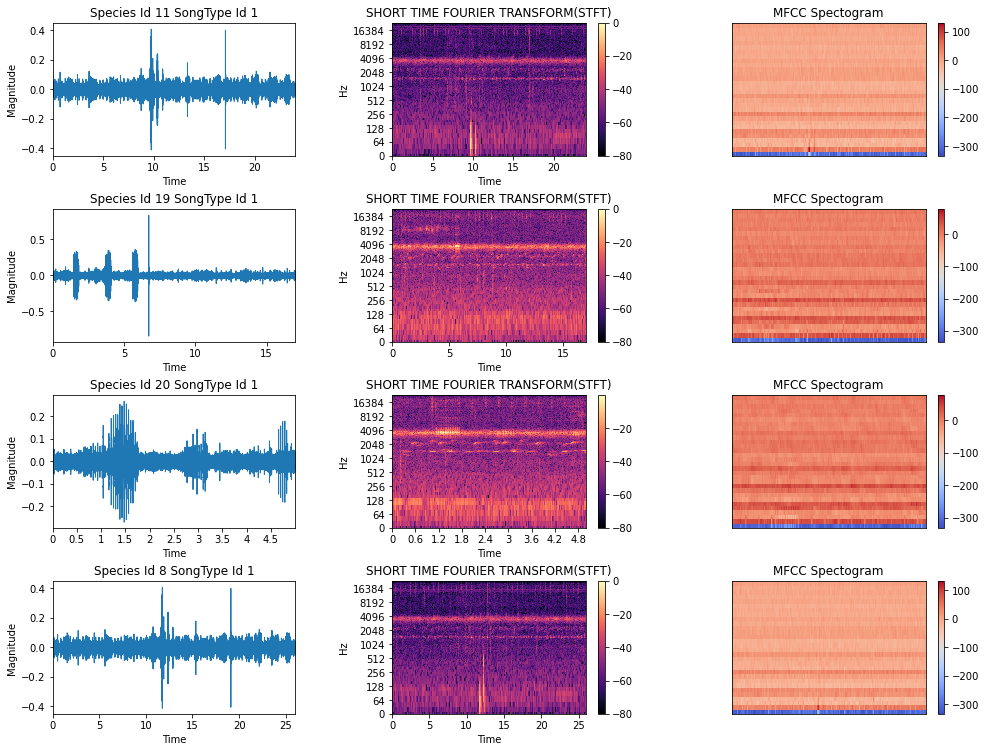 Species Id 11 SongType Id 1
SHORT TIME FOURIER TRANSFORM(STFT)
MFCC Spectogram
0.4
0.2
0.0
−0.2
−0.4
Magnitude
0 5 10 15 20
Time
16384
8192
4096
2048
1024
512
256
128
64
0
Hz
0 5 10 15 20
Time
0
−20
−40
−60
−80
100
0
−100
−200
−300
Species Id 19 SongType Id 1
SHORT TIME FOURIER TRANSFORM(STFT)
MFCC Spectogram
0.5
0.0
−0.5
Magnitude
0 5 10 15
Time
16384
8192
4096
2048
1024
512
256
128
64
0
Hz
0 5 10 15
Time
0
−20
−40
−60
−80
0
−100
−200
−300
Species Id 20 SongType Id 1
SHORT TIME FOURIER TRANSFORM(STFT)
MFCC Spectogram
0.2
0.1
0.0
−0.1
−0.2
Magnitude
0 0.5 1 1.5 2 2.5 3 3.5 4 4.5
Time
16384
8192
4096
2048
1024
512
256
128
64
0
Hz
0 0.6 1.2 1.8 2.4 3 3.6 4.2 4.8
Time
−20
−40
−60
−80
0
−100
−200
−300
Species Id 8 SongType Id 1
SHORT TIME FOURIER TRANSFORM(STFT)
MFCC Spectogram
0.4
0.2
0.0
−0.2
−0.4
Magnitude
0 5 10 15 20 25
Time
16384
8192
4096
2048
1024
512
256
128
64
0
Hz
0 5 10 15 20 25
Time
0
−20
−40
−60
−80
100
0
−100
−200
−300